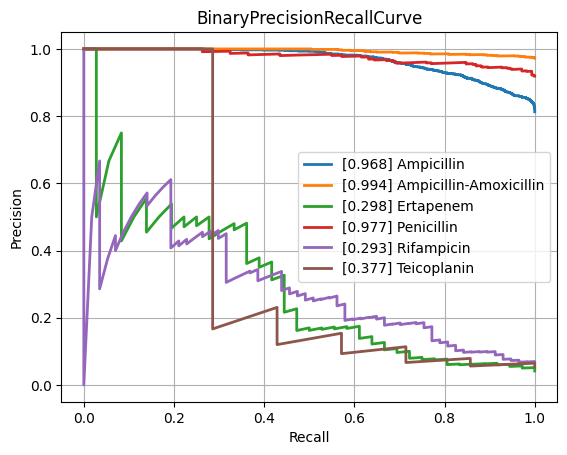 BinaryPrecisionRecallCurve
1.0
0.8
0.6
0.4
0.2
0.0
Precision
[0.968] Ampicillin
[0.994] Ampicillin-Amoxicillin
[0.298] Ertapenem
[0.977] Penicillin
[0.293] Rifampicin
[0.377] Teicoplanin
0.0 0.2 0.4 0.6 0.8 1.0
Recall